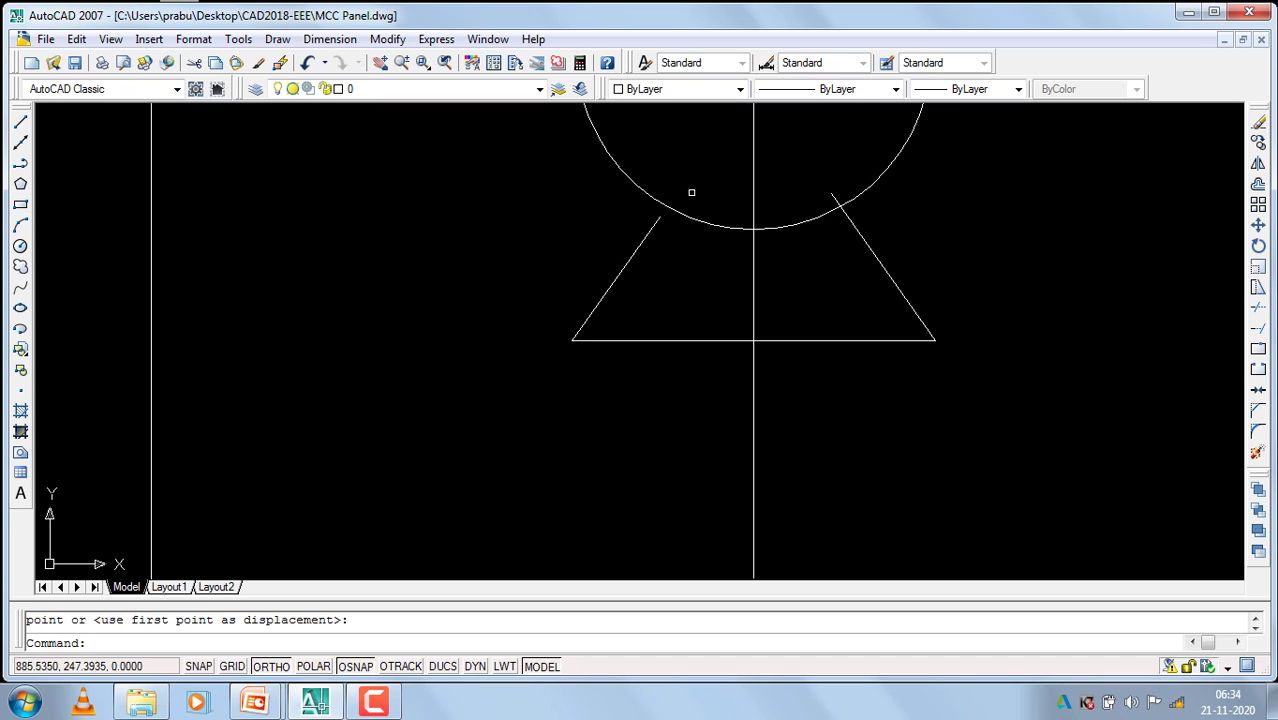 AutoCAD 2007 - [C:\Users\prabu\Desktop\CAD2018-EEE\MCC Panel.dwg]
File Edit View Insert Format Tools Draw Dimension Modify Express Window Help
Standard Standard Standard
AutoCAD Classic 0 ByLayer ByLayer ByLayer ByColor
A
Y
X
Model Layout1 Layout2
point or <use first point as displacement>:
Command:
885.5350, 247.3935, 0.0000 SNAP GRID ORTHO POLAR OSNAP OTRACK DUCS DYN LWT MODEL
06:34
21-11-2020